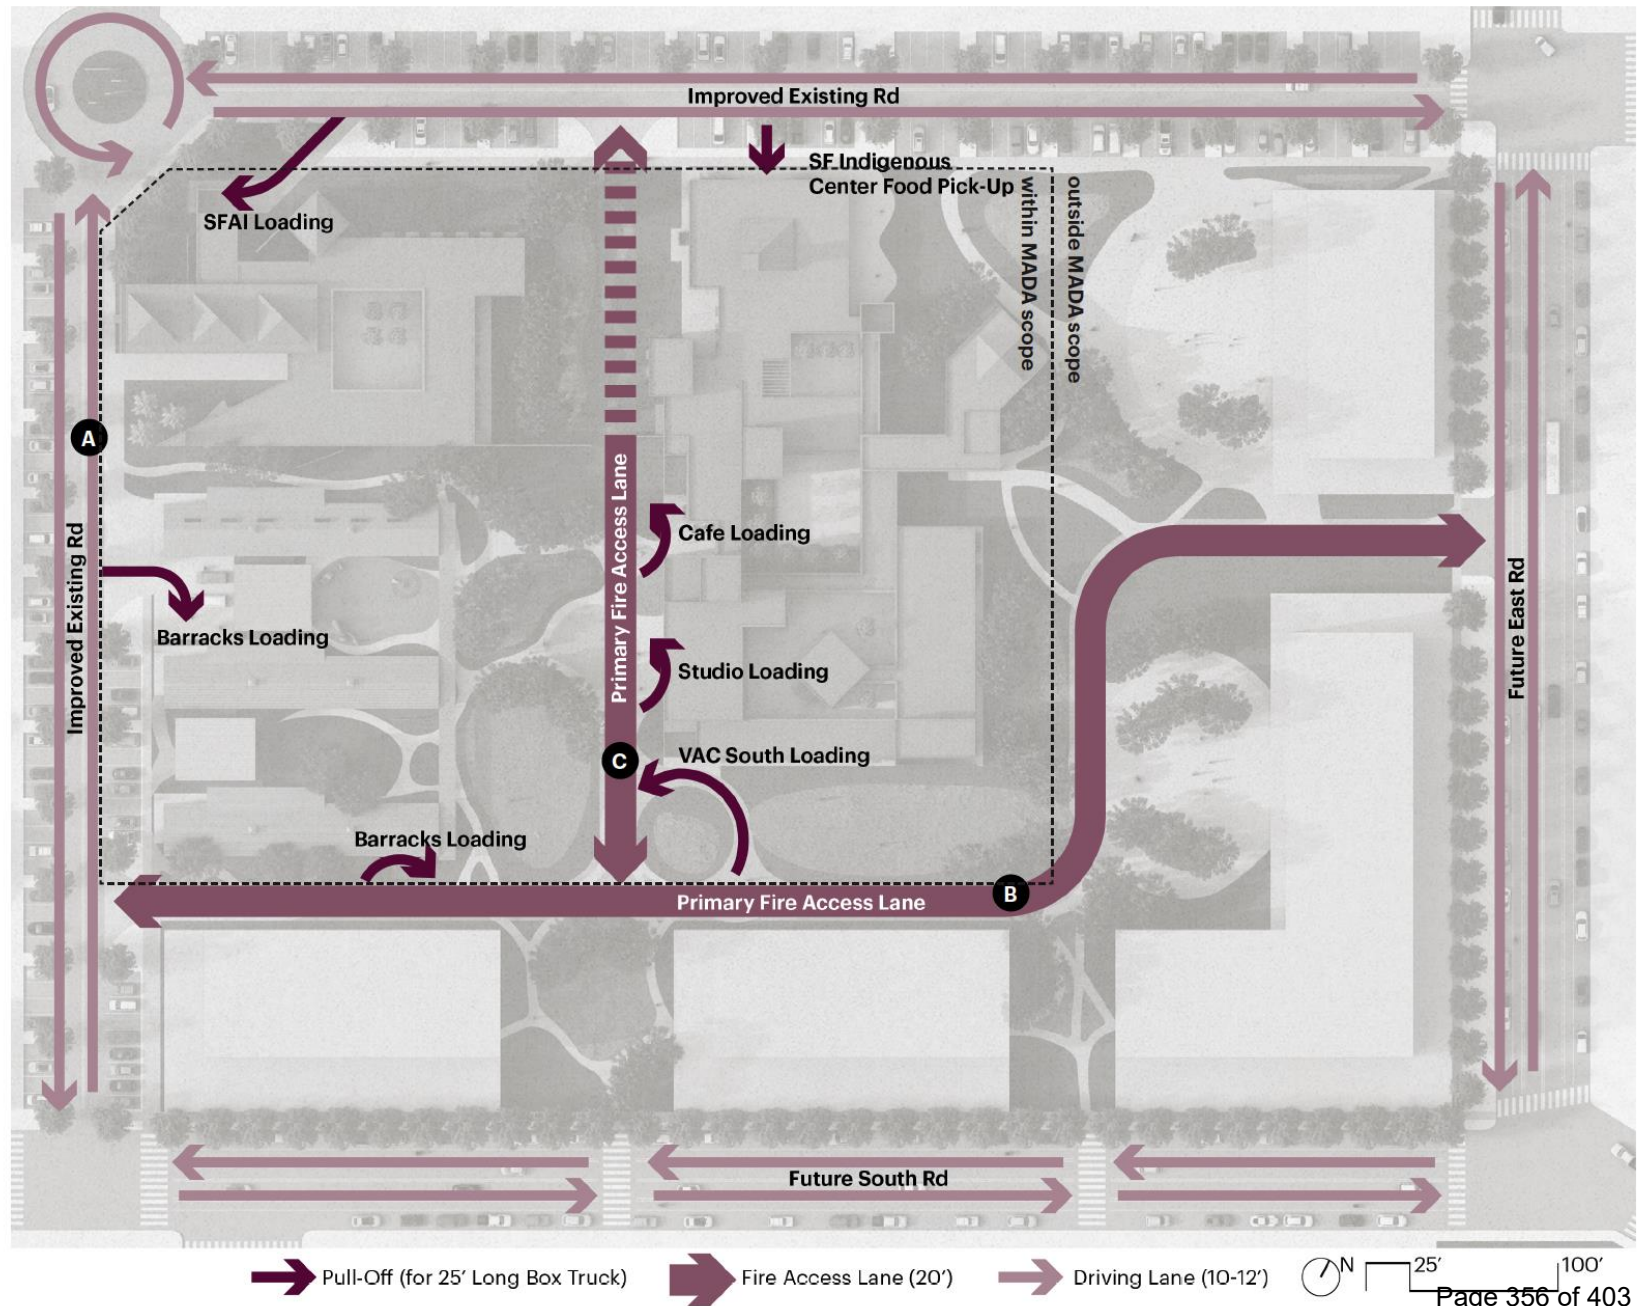 Improved Existing Rd
SF Indigenous
Center Food Pick-Up
within MADA scope
outside MADA scope
SFAI Loading
A
Improved Existing Rd
Primary Fire Access Lane
Cafe Loading
Barracks Loading
Studio Loading
Future East Rd
C
VAC South Loading
Barracks Loading
B
Primary Fire Access Lane
Future South Rd
Pull-Off (for 25' Long Box Truck)
Fire Access Lane (20')
Driving Lane (10-12')
N
25'
100'
Page 356 of 403